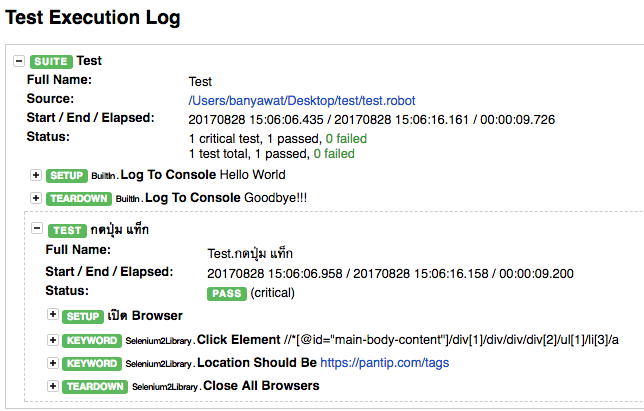 Test Execution Log
SUITE Test
Full Name: Test
Source: /Users/banyawat/Desktop/test/test.robot
Start / End / Elapsed: 20170828 15:06:06.435 / 20170828 15:06:16.161 / 00:00:09.726
Status: 1 critical test, 1 passed, 0 failed
1 test total, 1 passed, 0 failed
SETUP BuiltIn. Log To Console Hello World
TEARDOWN BuiltIn. Log To Console Goodbye!!!
TEST กดปุ่ม แท็ก
Full Name: Test.กดปุ่ม แท็ก
Start / End / Elapsed: 20170828 15:06:06.958 / 20170828 15:06:16.158 / 00:00:09.200
Status: PASS (critical)
SETUP เปิด Browser
KEYWORD Selenium2Library. Click Element //*[@id="main-body-content"]/div[1]/div/div/div[2]/ul[1]/li[3]/a
KEYWORD Selenium2Library. Location Should Be https://pantip.com/tags
TEARDOWN Selenium2Library. Close All Browsers